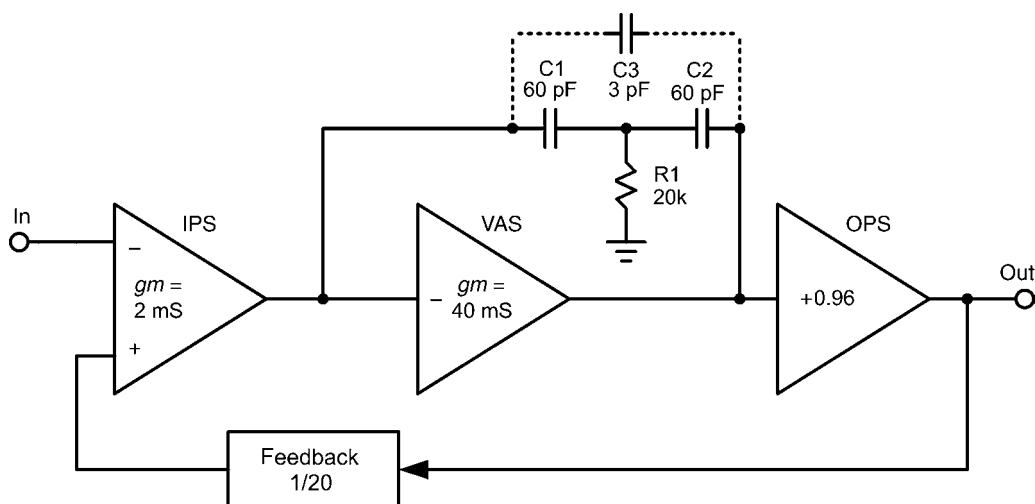 C1
60 pF
C3
3 pF
C2
60 pF
R1
20k
In
IPS
−
gm =
2 mS
+
VAS
−
gm =
40 mS
OPS
+0.96
Out
Feedback
1/20